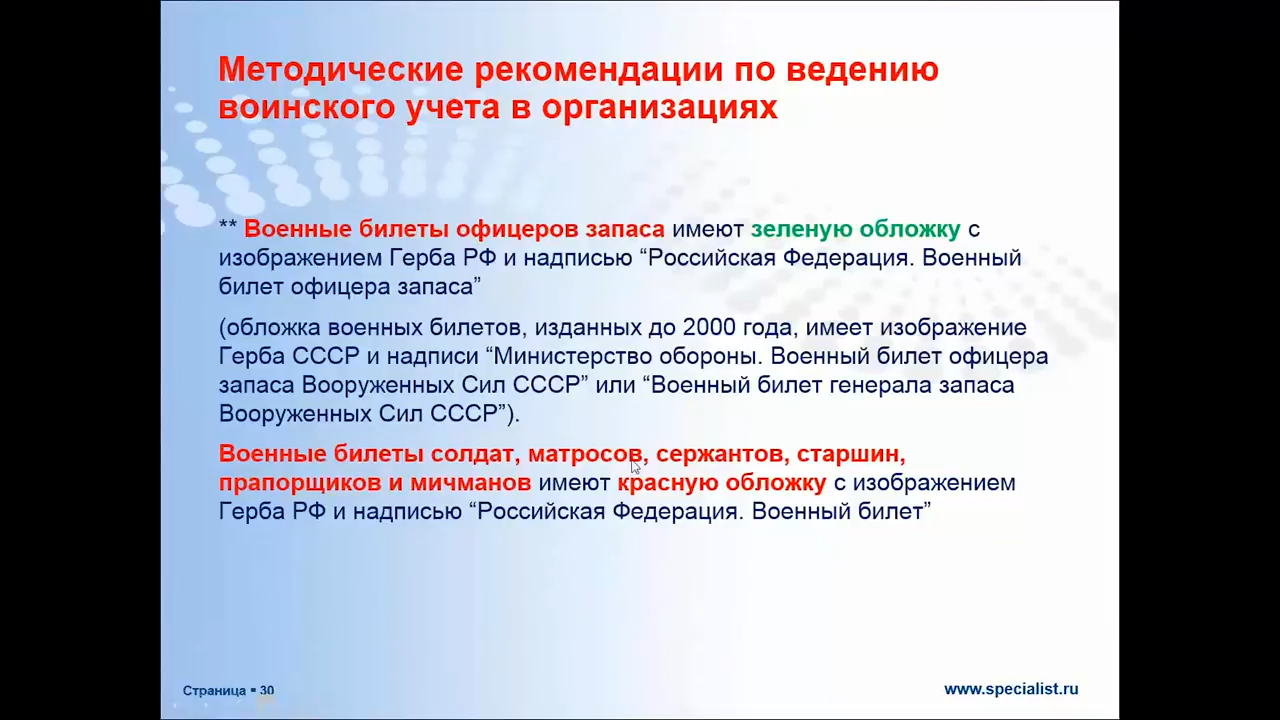 Методические рекомендации по ведению
воинского учета в организациях
** Военные билеты офицеров запаса имеют зеленую обложку с
изображением Герба РФ и надписью “Российская Федерация. Военный
билет офицера запаса”
(обложка военных билетов, изданных до 2000 года, имеет изображение
Герба СССР и надписи “Министерство обороны. Военный билет офицера
запаса Вооруженных Сил СССР” или “Военный билет генерала запаса
Вооруженных Сил СССР”).
Военные билеты солдат, матросов, сержантов, старшин,
прапорщиков и мичманов имеют красную обложку с изображением
Герба РФ и надписью “Российская Федерация. Военный билет”
Страница ▪ 30
www.specialist.ru